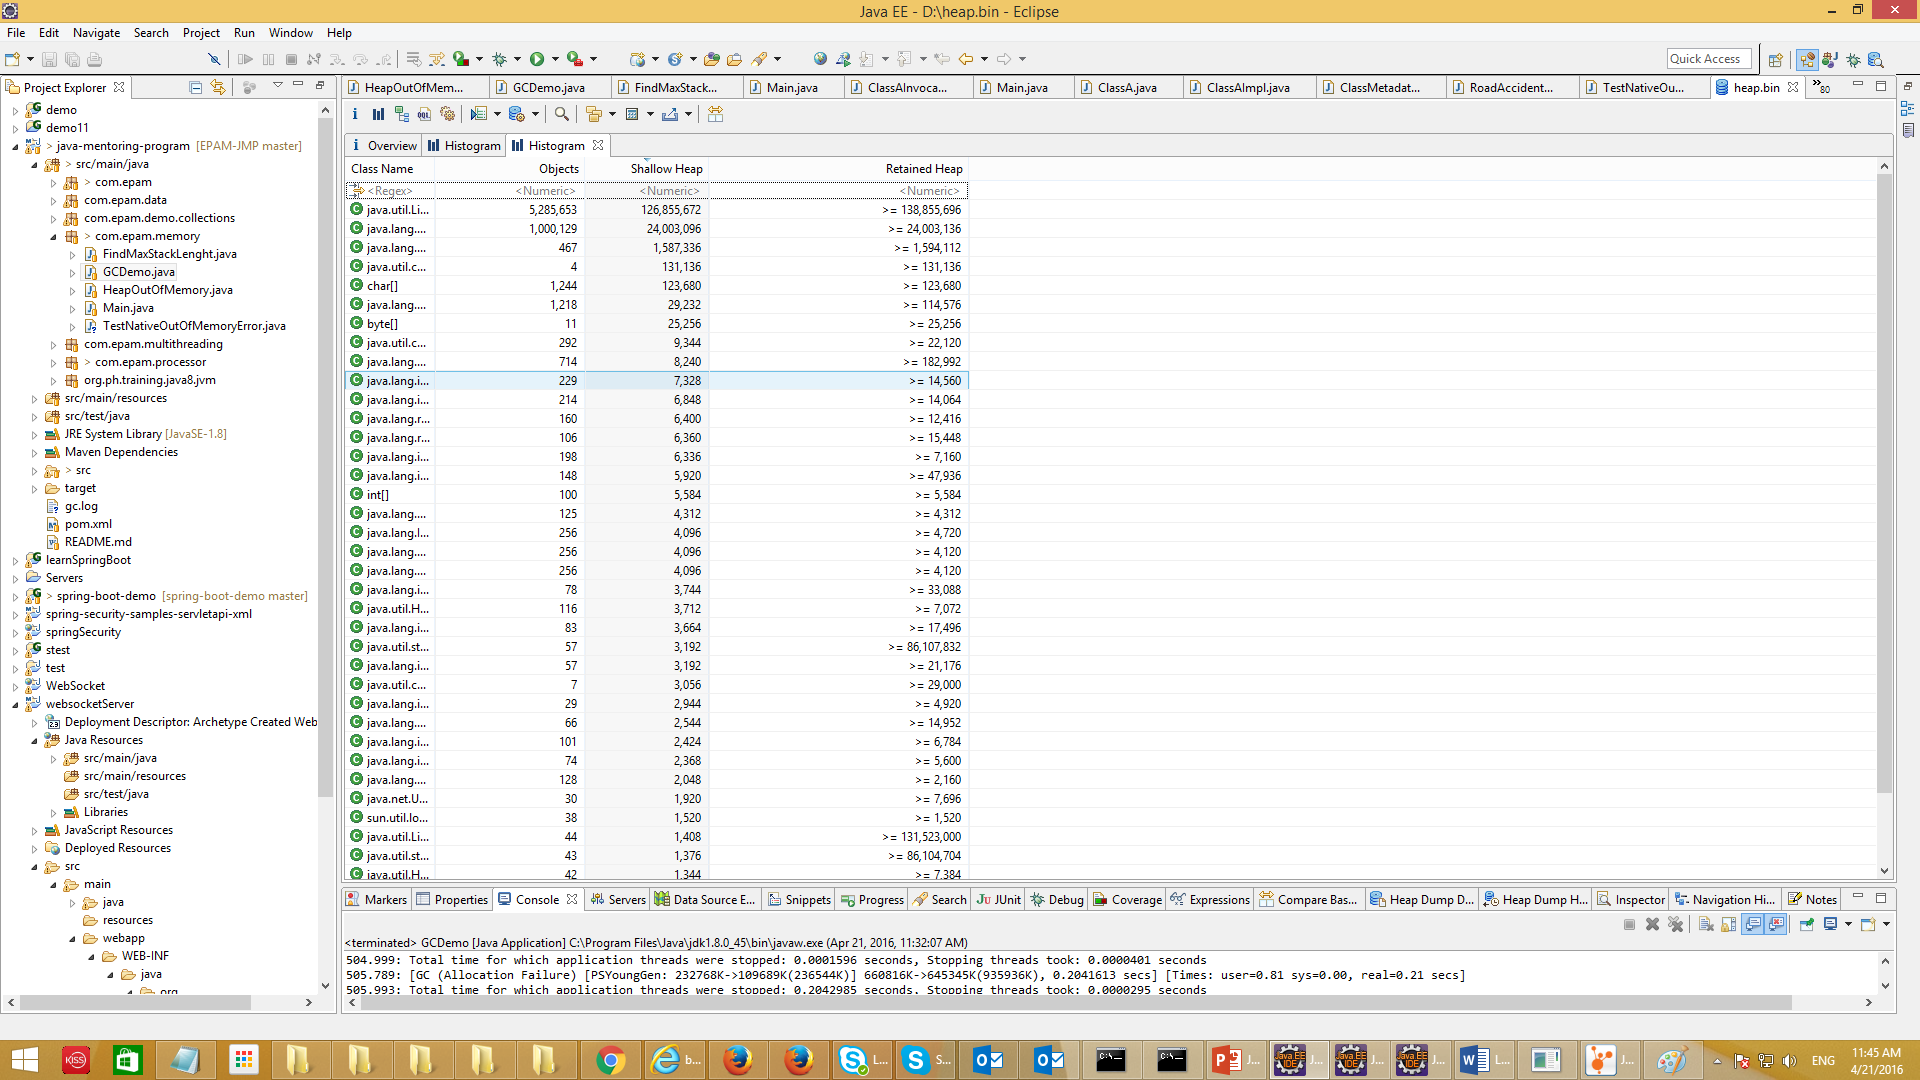 Java EE - D:\heap.bin - Eclipse
File Edit Navigate Search Project Run Window Help
Quick Access
Project Explorer
HeapOutOfMem... GCDemo.java FindMaxStack... Main.java ClassAInvoca... Main.java ClassA.java ClassAImpl.java ClassMetadat... RoadAccident... TestNativeOu... heap.bin »80
demo
demo11
> java-mentoring-program [EPAM-JMP master]
> src/main/java
> com.epam
com.epam.data
com.epam.demo.collections
> com.epam.memory
FindMaxStackLenght.java
GCDemo.java
HeapOutOfMemory.java
Main.java
TestNativeOutOfMemoryError.java
com.epam.multithreading
> com.epam.processor
org.ph.training.java8.jvm
src/main/resources
src/test/java
JRE System Library [JavaSE-1.8]
Maven Dependencies
> src
target
gc.log
pom.xml
README.md
learnSpringBoot
Servers
> spring-boot-demo [spring-boot-demo master]
spring-security-samples-servletapi-xml
springSecurity
stest
test
WebSocket
websocketServer
Deployment Descriptor: Archetype Created Web
Java Resources
src/main/java
src/main/resources
src/test/java
Libraries
JavaScript Resources
Deployed Resources
src
main
java
resources
webapp
WEB-INF
java
org
Overview Histogram Histogram
Class Name Objects Shallow Heap Retained Heap
<Regex> <Numeric> <Numeric> <Numeric>
java.util.Li... 5,285,653 126,855,672 >= 138,855,696
java.lang.... 1,000,129 24,003,096 >= 24,003,136
java.lang.... 467 1,587,336 >= 1,594,112
java.util.c... 4 131,136 >= 131,136
char[] 1,244 123,680 >= 123,680
java.lang.... 1,218 29,232 >= 114,576
byte[] 11 25,256 >= 25,256
java.util.c... 292 9,344 >= 22,120
java.lang.... 714 8,240 >= 182,992
java.lang.i... 229 7,328 >= 14,560
java.lang.i... 214 6,848 >= 14,064
java.lang.r... 160 6,400 >= 12,416
java.lang.r... 106 6,360 >= 15,448
java.lang.i... 198 6,336 >= 7,160
java.lang.i... 148 5,920 >= 47,936
int[] 100 5,584 >= 5,584
java.lang.... 125 4,312 >= 4,312
java.lang.l... 256 4,096 >= 4,720
java.lang.... 256 4,096 >= 4,120
java.lang.... 256 4,096 >= 4,120
java.lang.i... 78 3,744 >= 33,088
java.util.H... 116 3,712 >= 7,072
java.lang.i... 83 3,664 >= 17,496
java.util.st... 57 3,192 >= 86,107,832
java.lang.i... 57 3,192 >= 21,176
java.util.c... 7 3,056 >= 29,000
java.lang.i... 29 2,944 >= 4,920
java.lang.... 66 2,544 >= 14,952
java.lang.i... 101 2,424 >= 6,784
java.lang.i... 74 2,368 >= 5,600
java.lang.... 128 2,048 >= 2,160
java.net.U... 30 1,920 >= 7,696
sun.util.lo... 38 1,520 >= 1,520
java.util.Li... 44 1,408 >= 131,523,000
java.util.st... 43 1,376 >= 86,104,704
java.util.H... 42 1,344 >= 7,384
Markers Properties Console Servers Data Source E... Snippets Progress Search JUnit Debug Coverage Expressions Compare Bas... Heap Dump D... Heap Dump H... Inspector Navigation Hi... Notes
<terminated> GCDemo [Java Application] C:\Program Files\Java\jdk1.8.0_45\bin\javaw.exe (Apr 21, 2016, 11:32:07 AM)
504.999: Total time for which application threads were stopped: 0.0001596 seconds, Stopping threads took: 0.0000401 seconds
505.789: [GC (Allocation Failure) [PSYoungGen: 232768K->109689K(236544K)] 660816K->645345K(935936K), 0.2041613 secs] [Times: user=0.81 sys=0.00, real=0.21 secs]
505.993: Total time for which application threads were stopped: 0.2042985 seconds, Stopping threads took: 0.0000295 seconds
KISS b... L... S... J... J... J... J... L... J... ENG
11:45 AM
4/21/2016